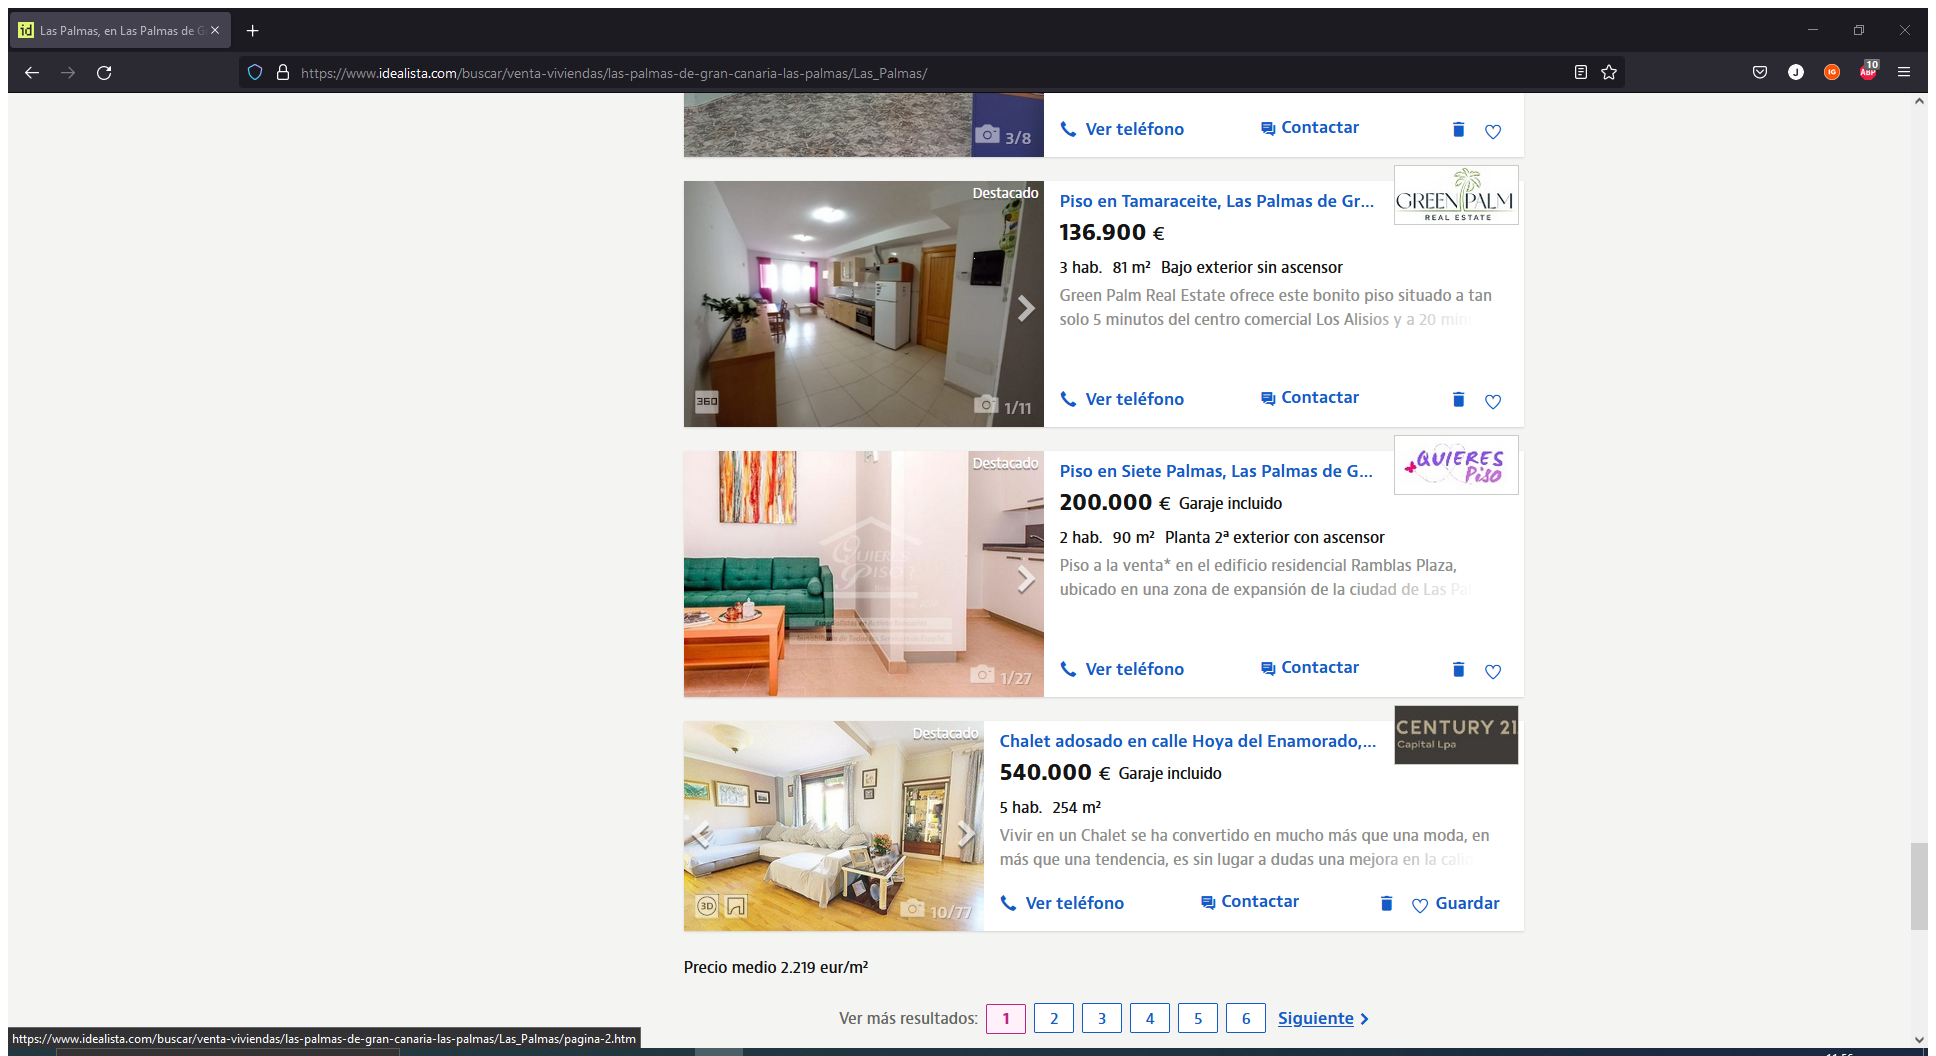 Las Palmas, en Las Palmas de G
https://www.idealista.com/buscar/venta-viviendas/las-palmas-de-gran-canaria-las-palmas/Las_Palmas/
J
IG
10
ABP
3/8
Ver teléfono
Contactar
Destacado
Piso en Tamaraceite, Las Palmas de Gr...
GREEN PALM
REAL ESTATE
136.900 €
3 hab. 81 m² Bajo exterior sin ascensor
Green Palm Real Estate ofrece este bonito piso situado a tan
solo 5 minutos del centro comercial Los Alisios y a 20 min
360
1/11
Ver teléfono
Contactar
Destacado
Piso en Siete Palmas, Las Palmas de G...
QUIERES
Piso
200.000 € Garaje incluido
2 hab. 90 m² Planta 2ª exterior con ascensor
Piso a la venta* en el edificio residencial Ramblas Plaza,
ubicado en una zona de expansión de la ciudad de Las Pa
QUIERES
PISO
1/27
Ver teléfono
Contactar
Destacado
Chalet adosado en calle Hoya del Enamorado,...
CENTURY 21
Capital Lpa
540.000 € Garaje incluido
5 hab. 254 m²
Vivir en un Chalet se ha convertido en mucho más que una moda, en
más que una tendencia, es sin lugar a dudas una mejora en la calid
3D
10/77
Ver teléfono
Contactar
Guardar
Precio medio 2.219 eur/m²
Ver más resultados: 1 2 3 4 5 6 Siguiente
https://www.idealista.com/buscar/venta-viviendas/las-palmas-de-gran-canaria-las-palmas/Las_Palmas/pagina-2.htm